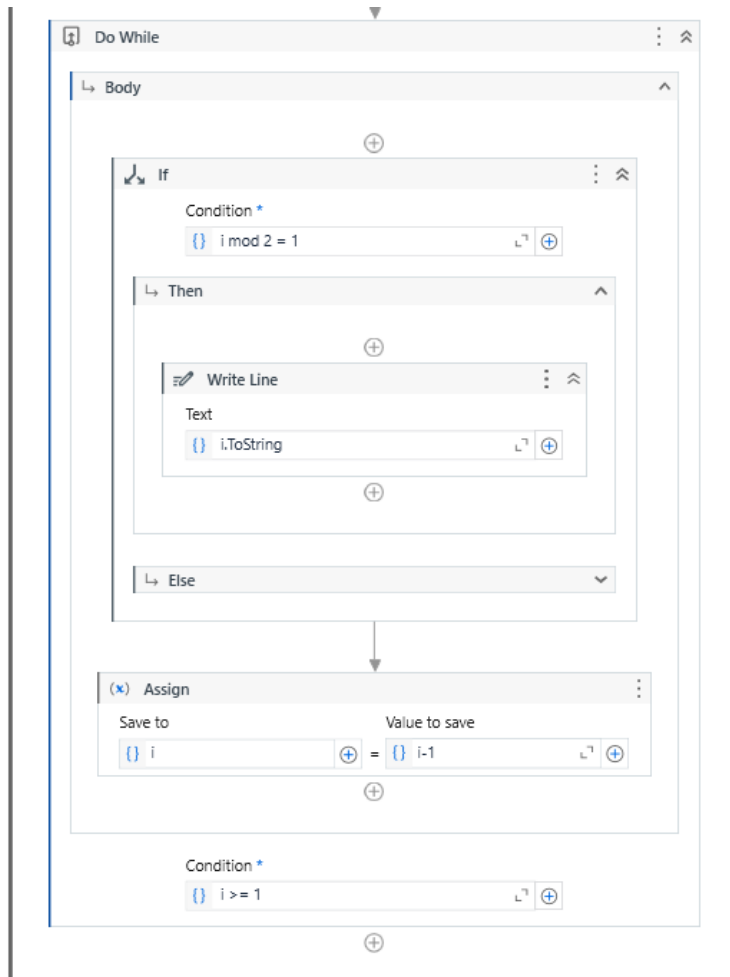 Do While
Body
If
Condition *
{} i mod 2 = 1
Then
Write Line
Text
{} i.ToString
Else
(x) Assign
Save to Value to save
{} i = {} i-1
Condition *
{} i >= 1